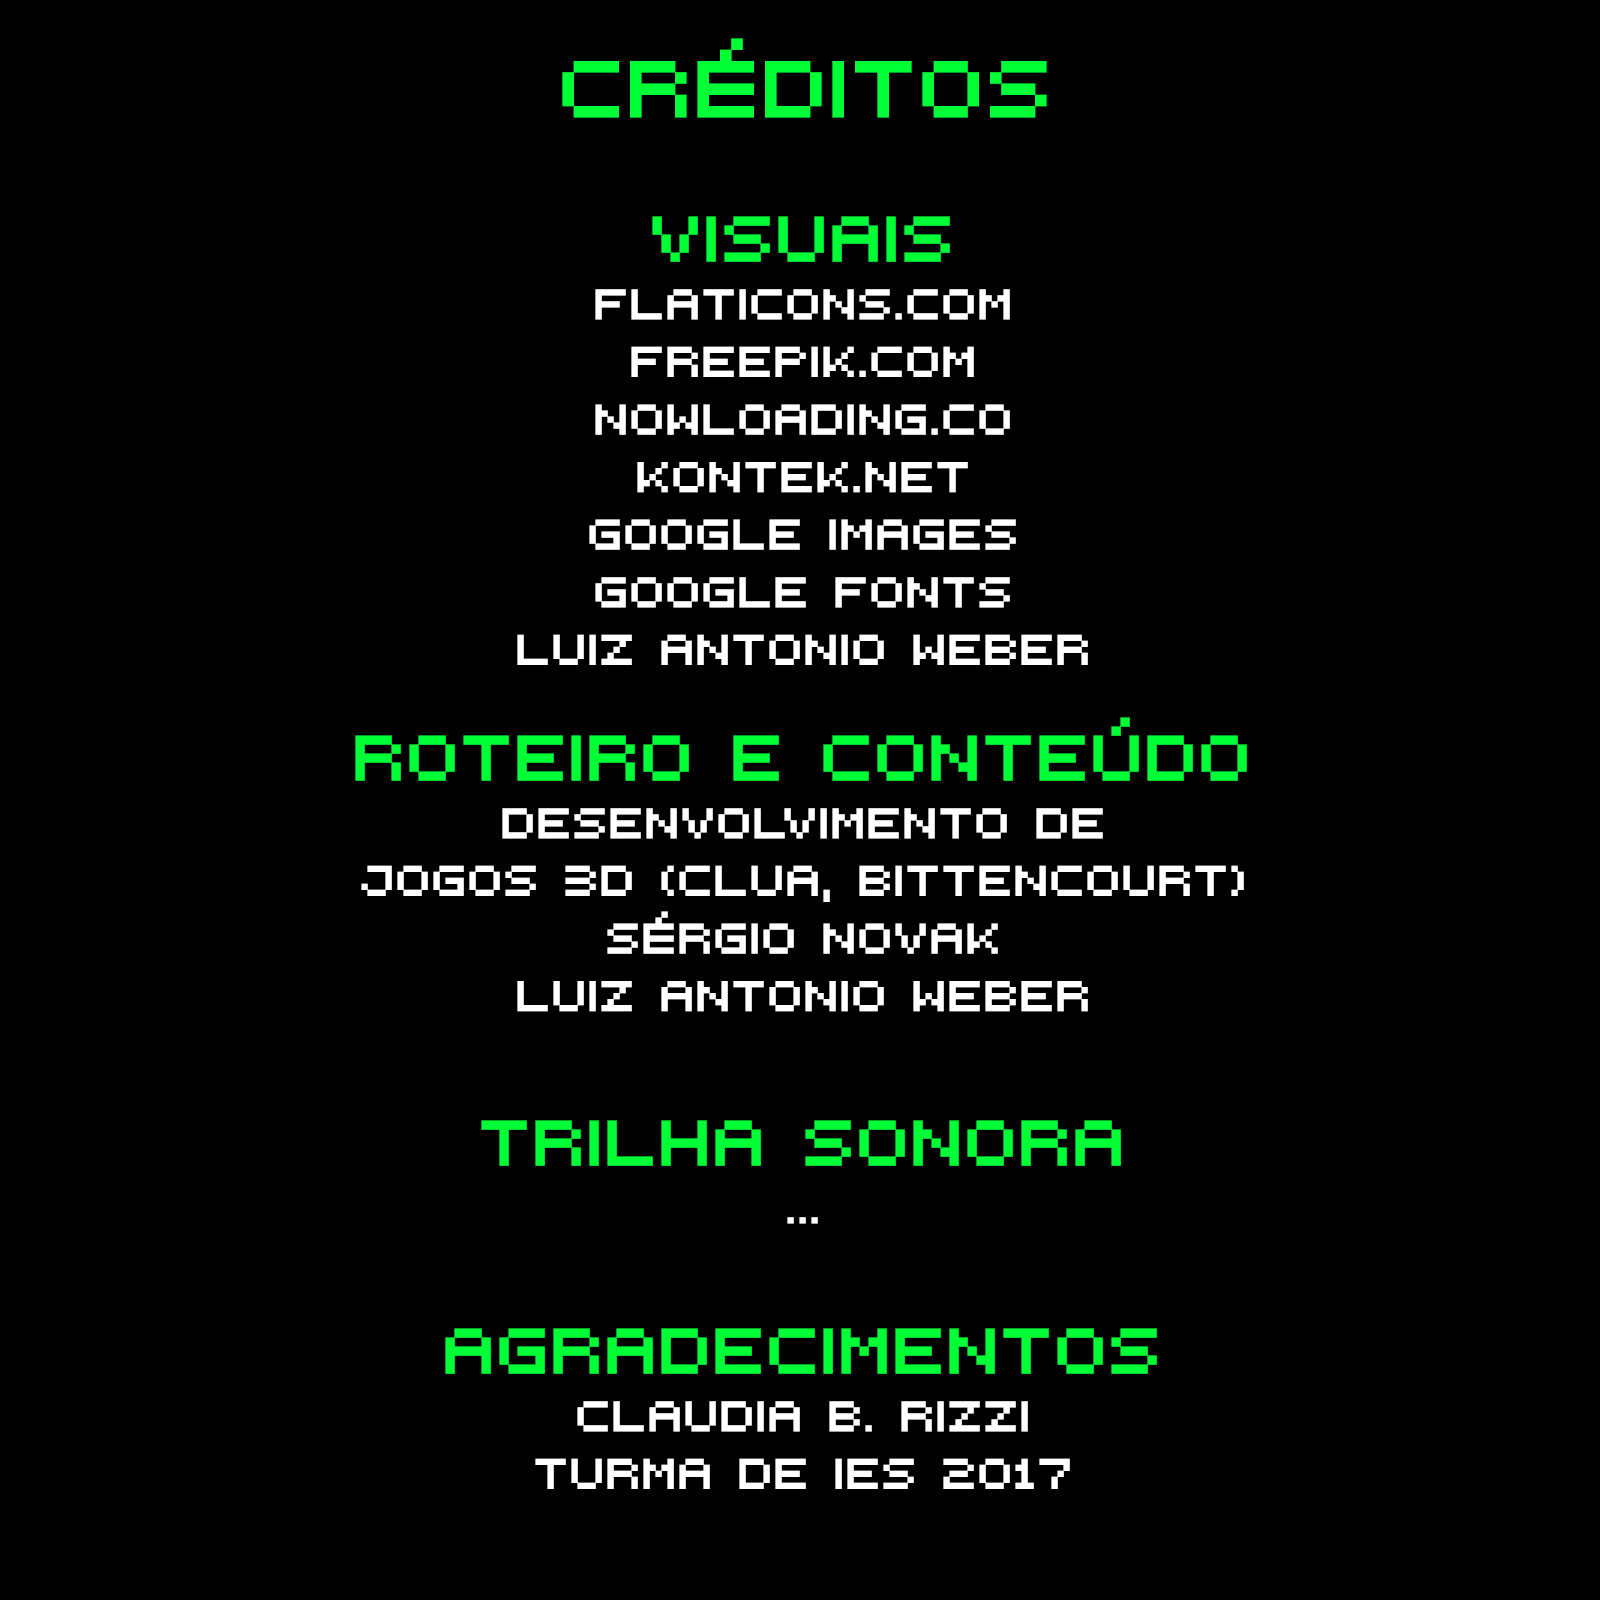 CRÉDITOS
VISUAIS
FLATICONS.COM
FREEPIK.COM
NOWLOADING.CO
KONTEK.NET
GOOGLE IMAGES
GOOGLE FONTS
LUIZ ANTONIO WEBER
ROTEIRO E CONTEÚDO
DESENVOLVIMENTO DE
JOGOS 3D (CLUA, BITTENCOURT)
SÉRGIO NOVAK
LUIZ ANTONIO WEBER
TRILHA SONORA
...
AGRADECIMENTOS
CLAUDIA B. RIZZI
TURMA DE IES 2017